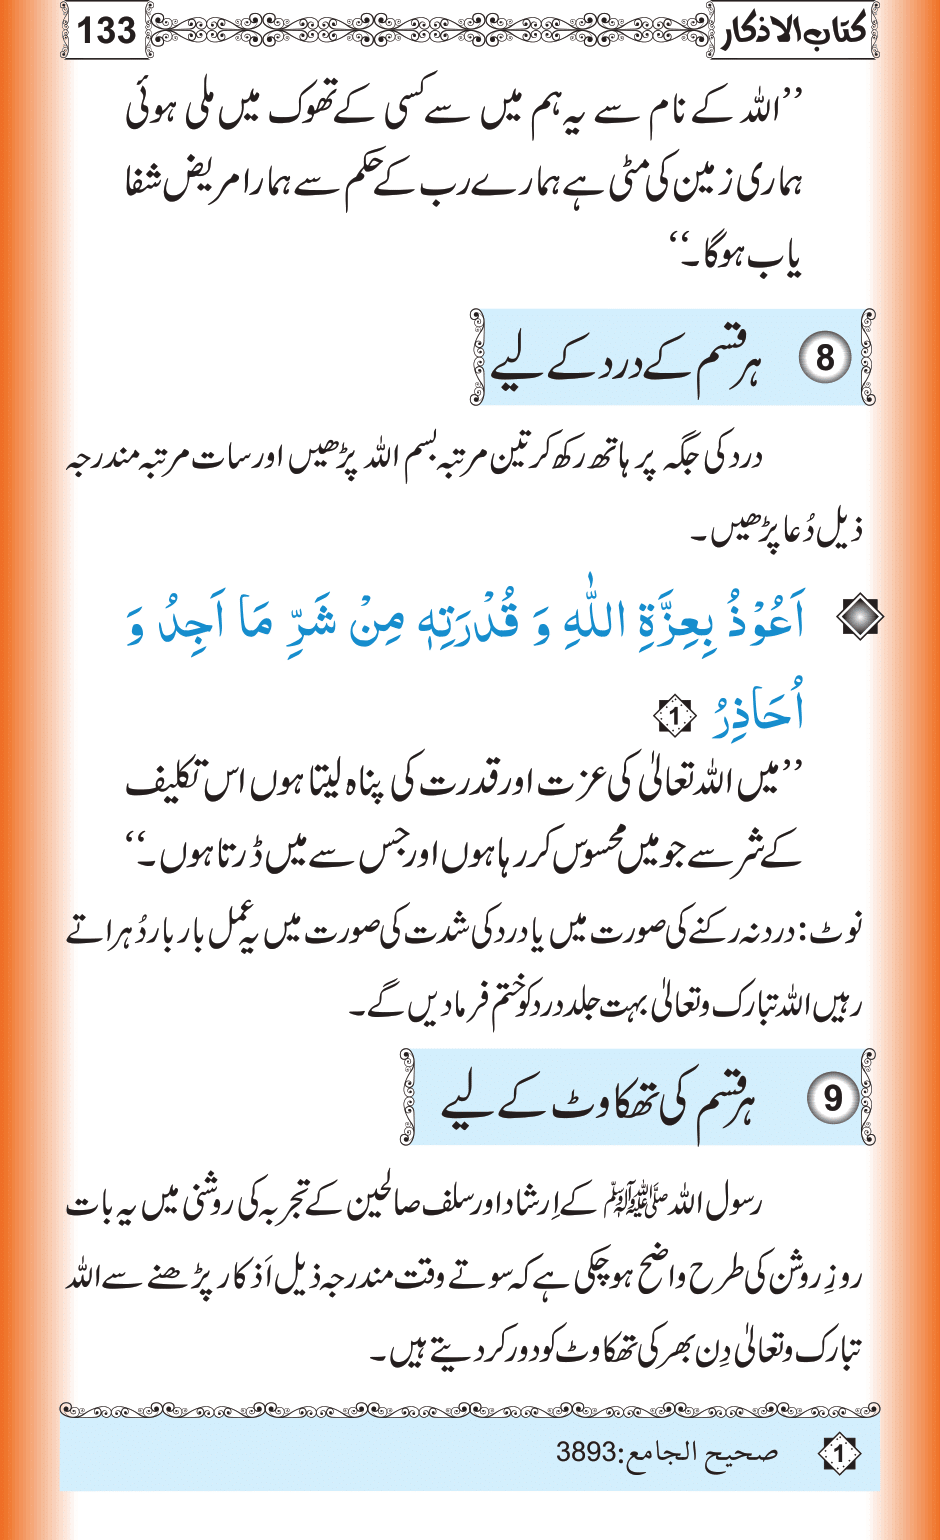 كتاب الاذكار 133
’’اللہ کے نام سے یہ ہم میں سے کسی کے تھوک میں ملی ہوئی
ہماری زمین کی مٹی ہے ہمارے رب کے حکم سے ہمارا مریض شفا
یاب ہوگا۔‘‘
8 ہر قسم کے درد کے لیے
درد کی جگہ پر ہاتھ رکھ کر تین مرتبہ بسم اللہ پڑھیں اور سات مرتبہ مندرجہ
ذیل دُعا پڑھیں۔
اَعُوْذُ بِعِزَّةِ اللّٰهِ وَ قُدْرَتِهٖ مِنْ شَرِّ مَا اَجِدُ وَ
اُحَاذِرُ 1
’’میں اللہ تعالیٰ کی عزت اور قدرت کی پناہ لیتا ہوں اس تکلیف
کے شر سے جو میں محسوس کر رہا ہوں اور جس سے میں ڈرتا ہوں۔‘‘
نوٹ: درد نہ رکنے کی صورت میں یا درد کی شدت کی صورت میں یہ عمل بار بار دُہراتے
رہیں اللہ تبارک وتعالیٰ بہت جلد درد کو ختم فرما دیں گے۔
9 ہر قسم کی تھکاوٹ کے لیے
رسول اللہ ﷺ کے اِرشاد اور سلف صالحین کے تجربہ کی روشنی میں یہ بات
روزِ روشن کی طرح واضح ہوچکی ہے کہ سوتے وقت مندرجہ ذیل اَذکار پڑھنے سے اللہ
تبارک وتعالیٰ دِن بھر کی تھکاوٹ کو دور کر دیتے ہیں۔
1 صحيح الجامع:3893